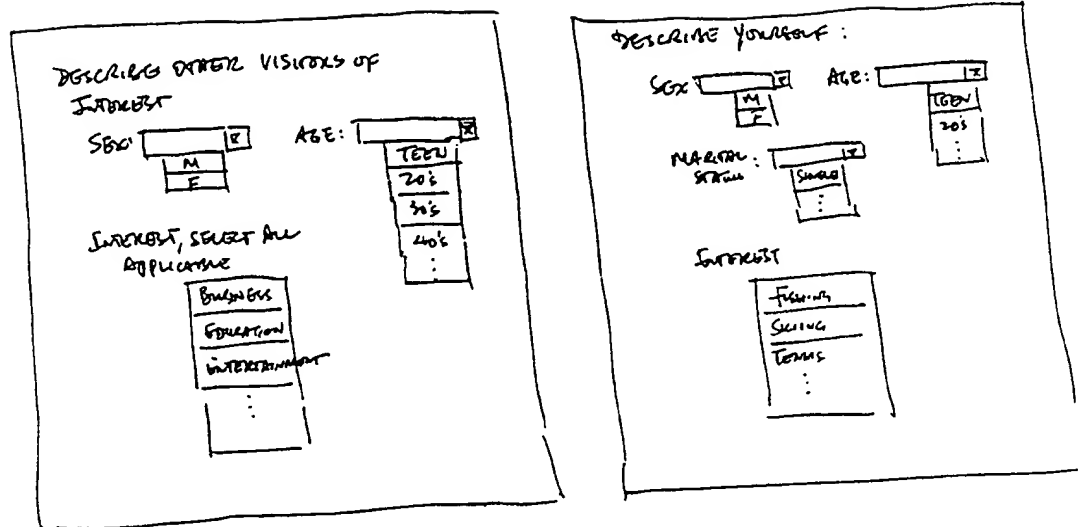 DESCRIBE OTHER VISITORS OF
INTEREST
SEX:
M
F
AGE:
TEEN
20's
30's
40's
INTEREST, SELECT ALL
APPLICABLE
BUSINESS
EDUCATION
ENTERTAINMENT
DESCRIBE YOURSELF :
SEX
M
F
AGE:
TEEN
20's
MARITAL :
STATUS
SINGLE
INTEREST
FISHING
SKIING
TENNIS